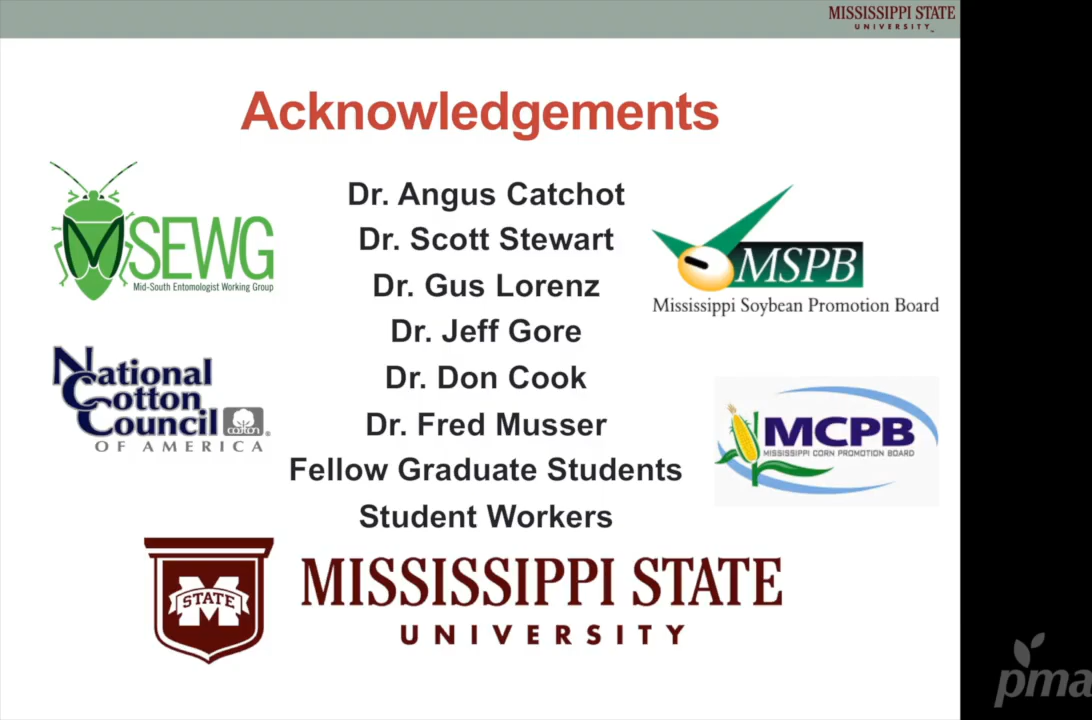 MISSISSIPPI STATE
UNIVERSITY™
Acknowledgements
Dr. Angus Catchot
Dr. Scott Stewart
Dr. Gus Lorenz
Dr. Jeff Gore
Dr. Don Cook
Dr. Fred Musser
Fellow Graduate Students
Student Workers
MSEWG
Mid-South Entomologist Working Group
National
Cotton
Council
cotton
OF AMERICA
MSPB
Mississippi Soybean Promotion Board
MCPB
MISSISSIPPI CORN PROMOTION BOARD
M
STATE
MISSISSIPPI STATE
UNIVERSITY
pma